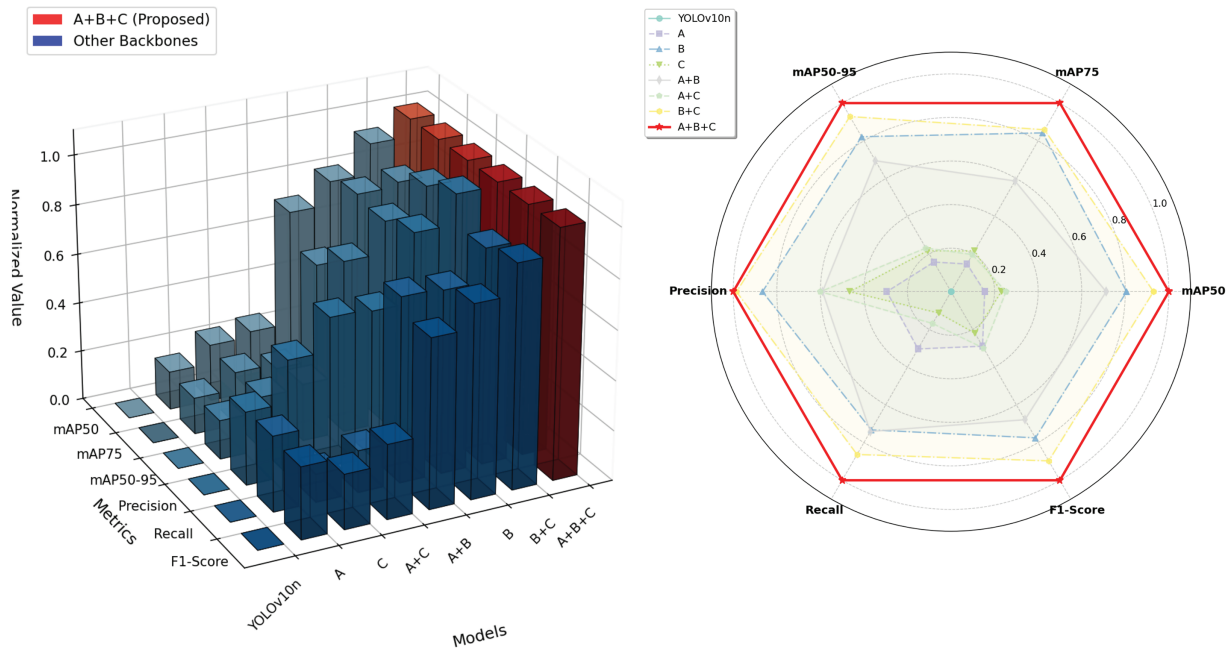 A+B+C (Proposed)
Other Backbones
1.0
0.8
0.6
0.4
0.2
0.0
Normalized Value
mAP50
mAP75
mAP50-95
Precision
Recall
F1-Score
Metrics
YOLOv10n
A
C
A+C
A+B
B
B+C
A+B+C
Models
YOLOv10n
A
B
C
A+B
A+C
B+C
A+B+C
mAP50-95
mAP75
1.0
0.8
0.6
0.4
0.2
Precision
mAP50
Recall
F1-Score